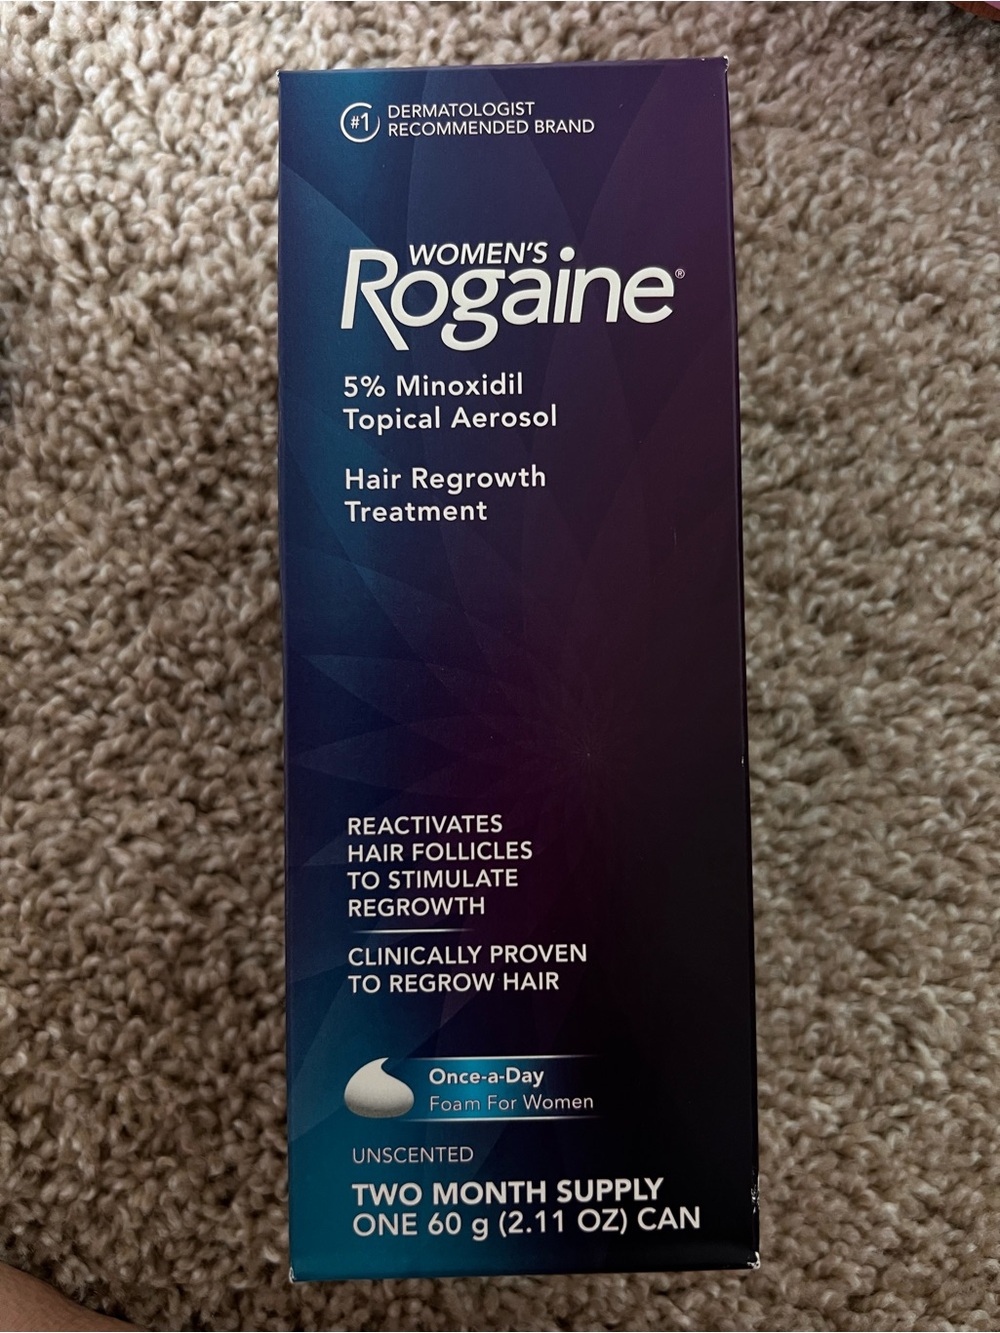 #1 DERMATOLOGIST
RECOMMENDED BRAND
WOMEN'S
Rogaine®
5% Minoxidil
Topical Aerosol
Hair Regrowth
Treatment
REACTIVATES
HAIR FOLLICLES
TO STIMULATE
REGROWTH
CLINICALLY PROVEN
TO REGROW HAIR
Once-a-Day
Foam For Women
UNSCENTED
TWO MONTH SUPPLY
ONE 60 g (2.11 OZ) CAN